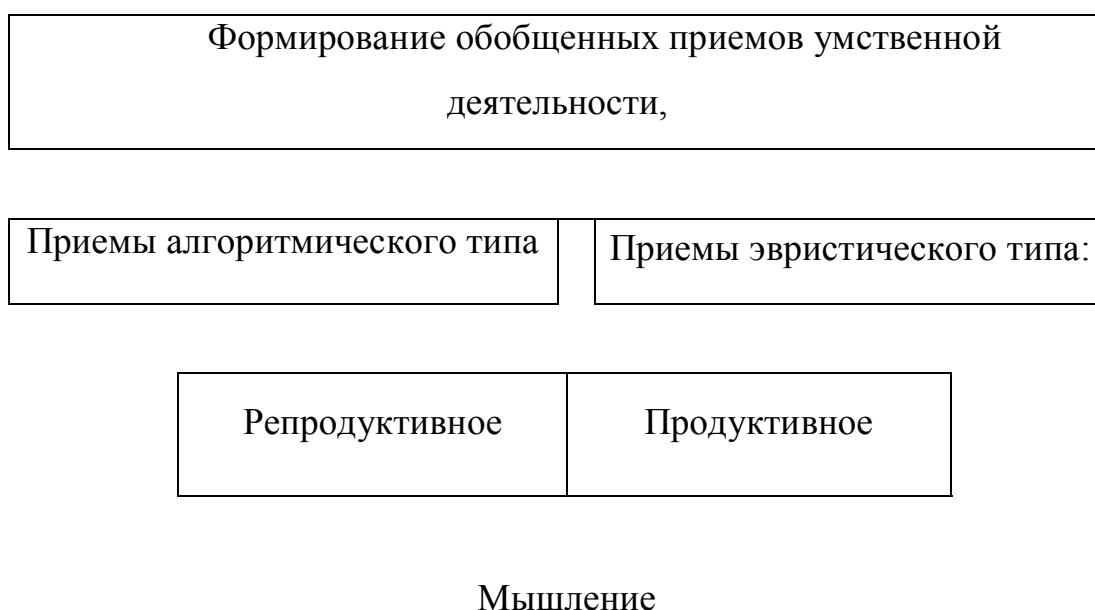 Формирование обобщенных приемов умственной
деятельности,
Приемы алгоритмического типа
Приемы эвристического типа:
Репродуктивное
Продуктивное
Мышление